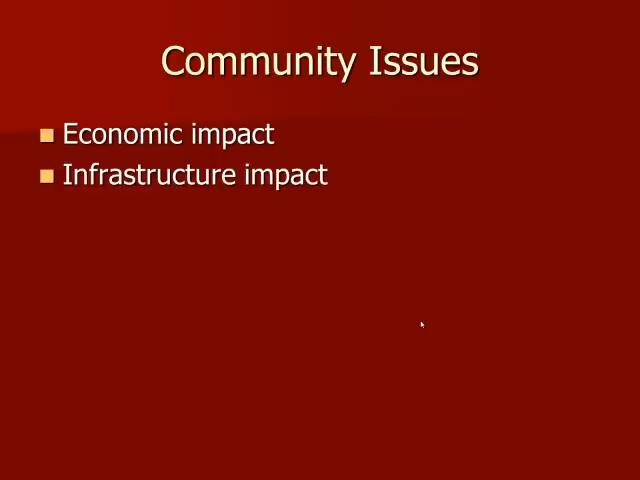 Community Issues
Economic impact
Infrastructure impact